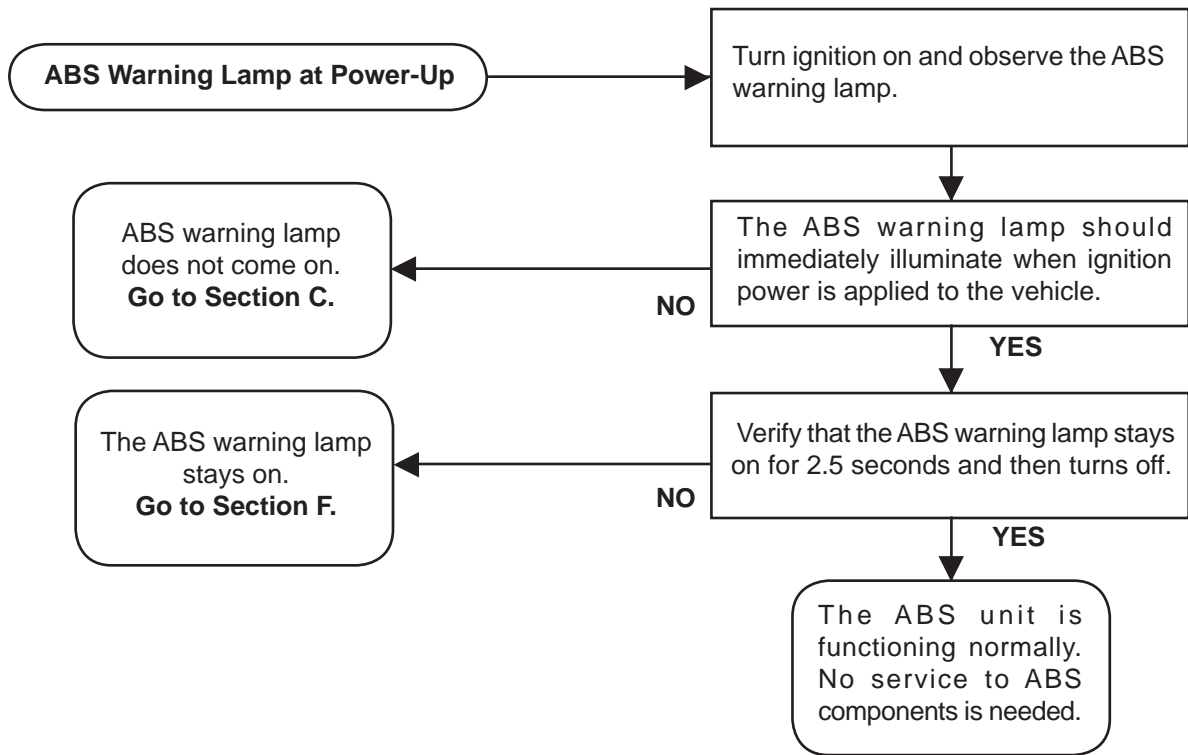 ABS Warning Lamp at Power-Up
Turn ignition on and observe the ABS
warning lamp.
The ABS warning lamp should
immediately illuminate when ignition
power is applied to the vehicle.
NO
ABS warning lamp
does not come on.
Go to Section C.
YES
Verify that the ABS warning lamp stays
on for 2.5 seconds and then turns off.
NO
The ABS warning lamp
stays on.
Go to Section F.
YES
The ABS unit is
functioning normally.
No service to ABS
components is needed.